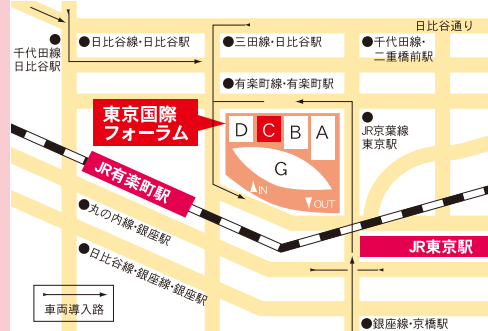 日比谷通り
千代田線
日比谷駅
●日比谷線・日比谷駅
●三田線・日比谷駅
●千代田線・
二重橋前駅
●有楽町線・有楽町駅
東京国際
フォーラム
D
C
B
A
G
IN
OUT
JR京葉線
東京駅
JR有楽町駅
●丸の内線・銀座駅
●日比谷線・銀座線・銀座駅
JR東京駅
車両導入路
●銀座線・京橋駅